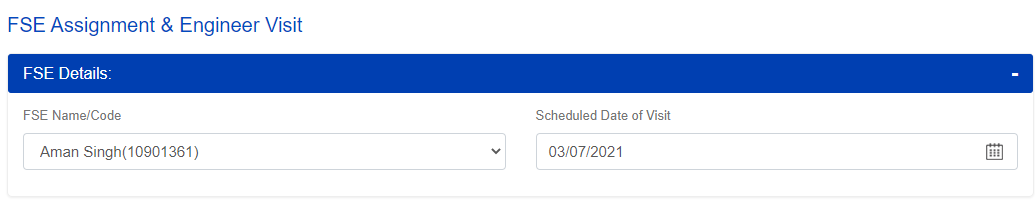 FSE Assignment & Engineer Visit
FSE Details:
-
FSE Name/Code
Scheduled Date of Visit
Aman Singh(10901361)
03/07/2021